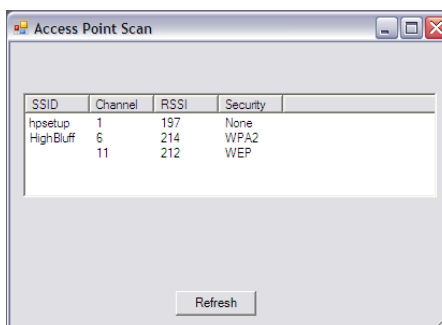 Access Point Scan
SSID Channel RSSI Security
hpsetup 1 197 None
HighBluff 6 214 WPA2
11 212 WEP
Refresh